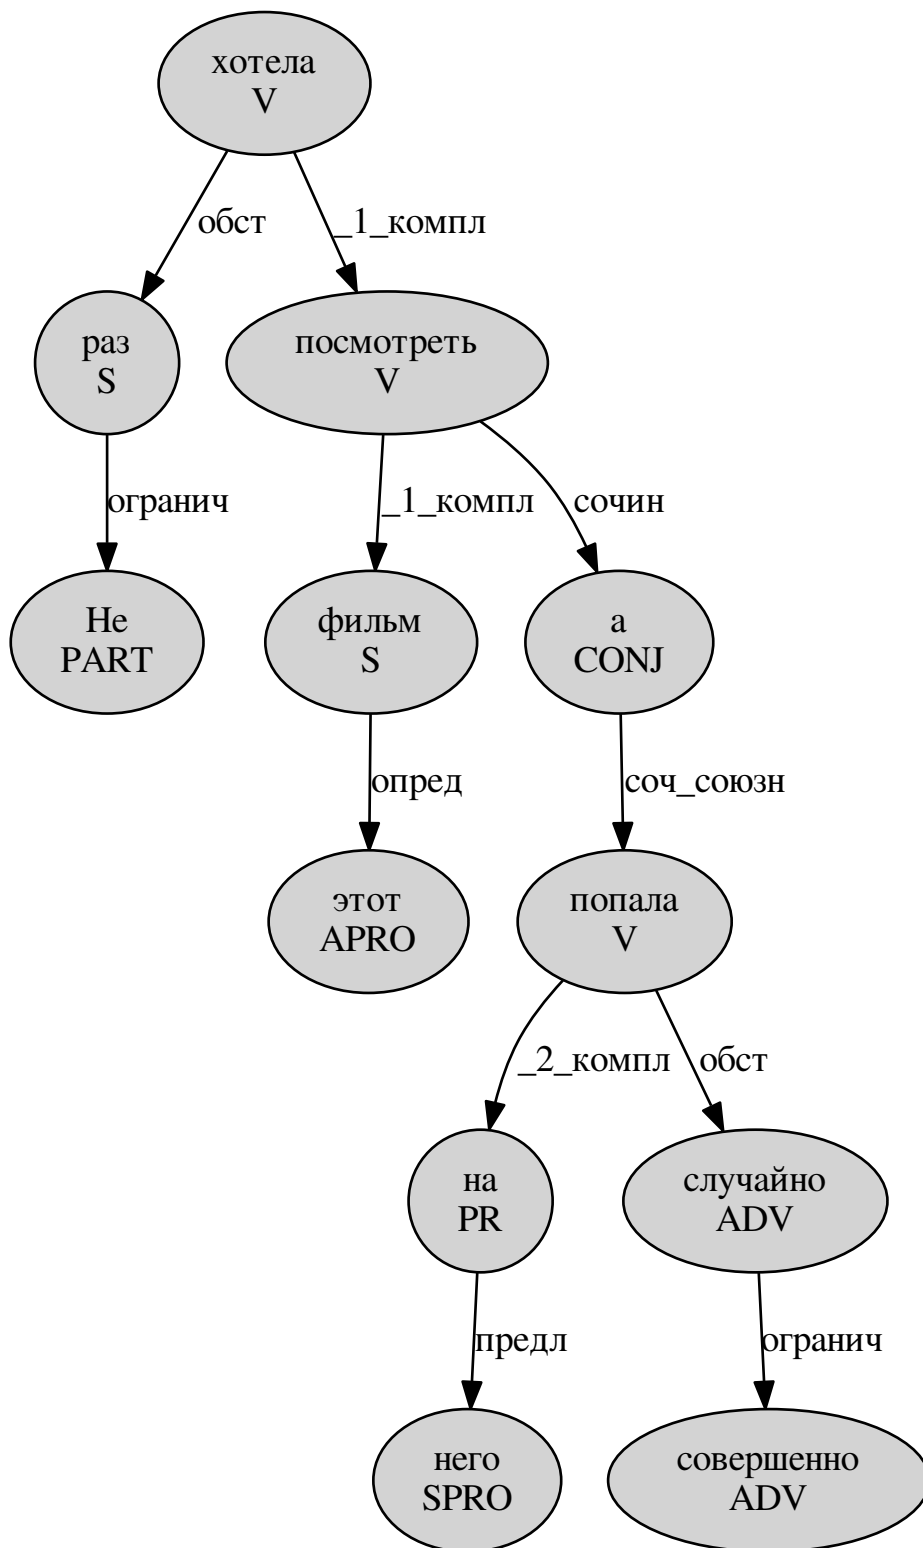 хотела
V
обст
_1_компл
раз
S
посмотреть
V
огранич
_1_компл
сочин
Не
PART
фильм
S
а
CONJ
опред
соч_союзн
этот
APRO
попала
V
_2_компл
обст
на
PR
случайно
ADV
предл
огранич
него
SPRO
совершенно
ADV